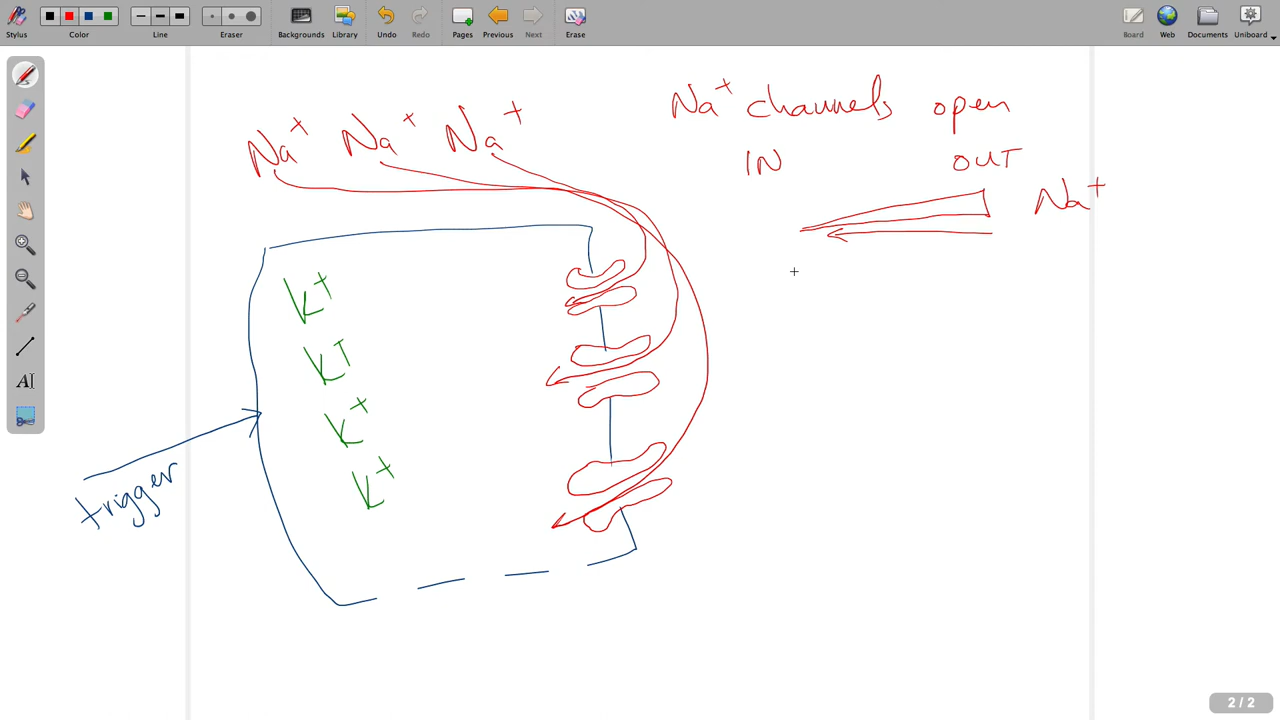 Stylus Color Line Eraser Backgrounds Library Undo Redo Pages Previous Next Erase Board Web Documents Uniboard
Na+ Na+ Na+
Na+ channels open
IN OUT
Na+
K+
K+
K+
K+
trigger
A
2 / 2